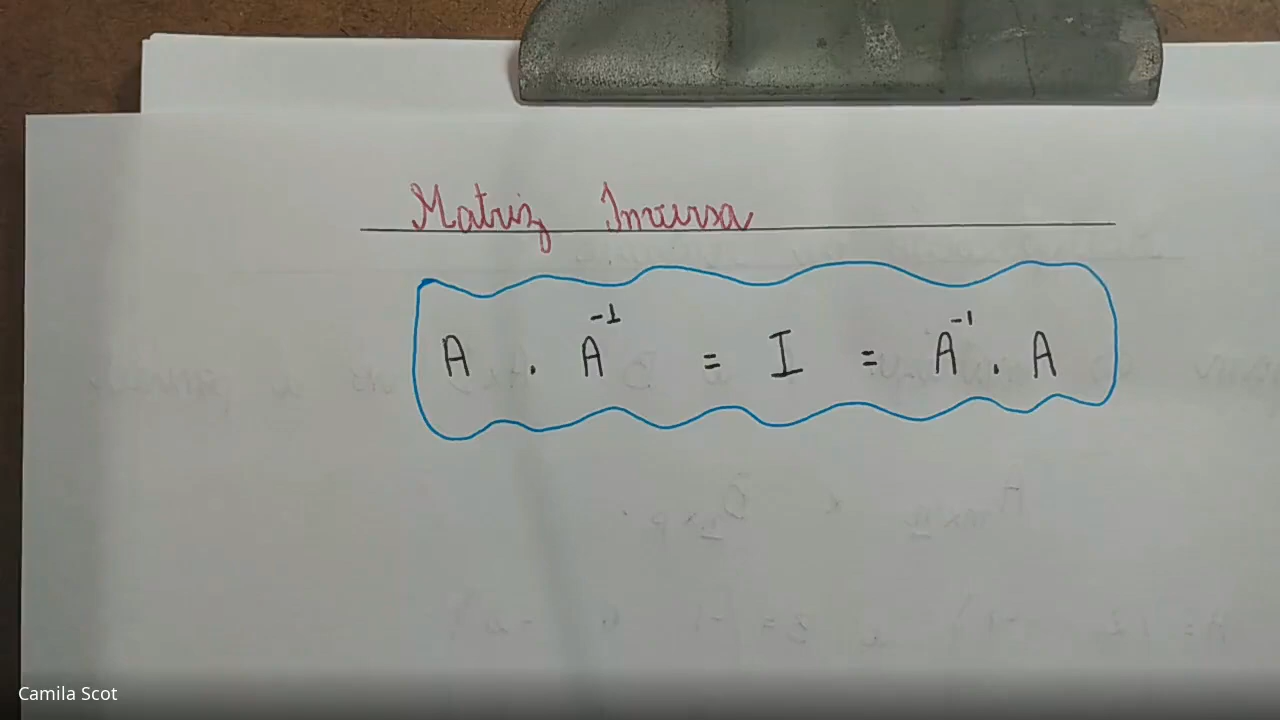 Matriz Inversa
A . A⁻¹ = I = A⁻¹ . A
Camila Scot